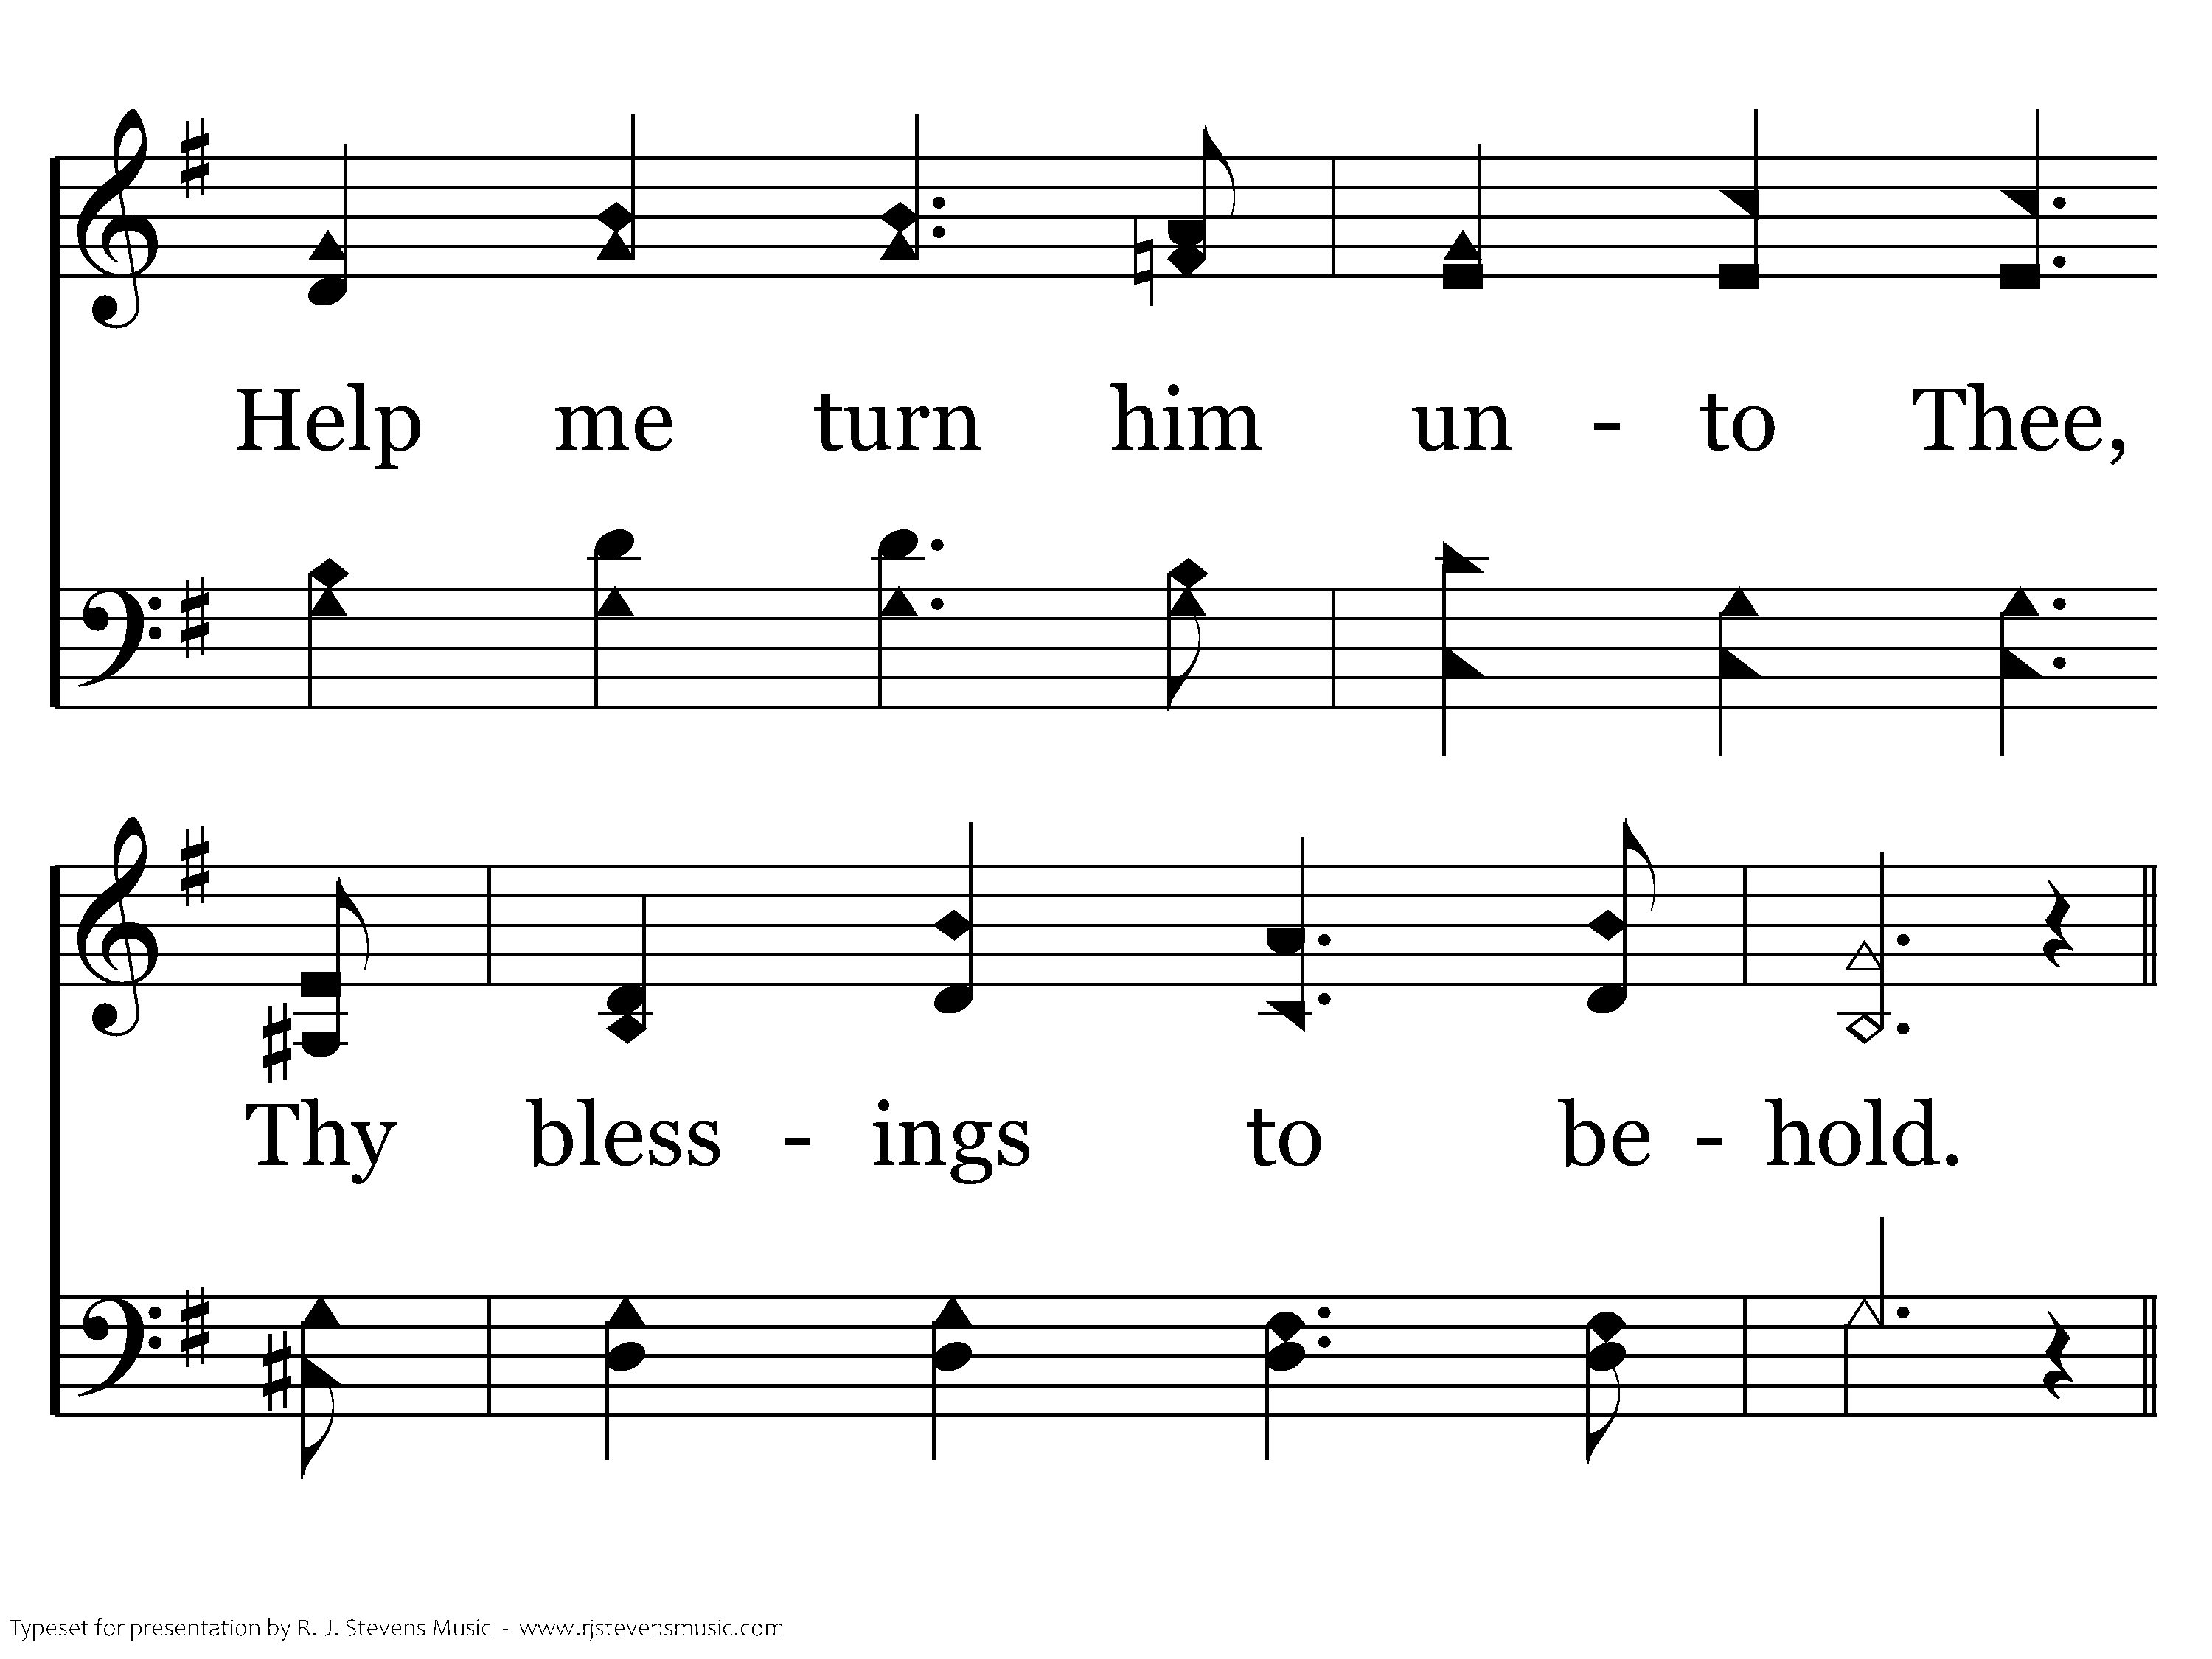 Help me turn him un - to Thee,
Thy bless - ings to be - hold.
Typeset for presentation by R. J. Stevens Music - www.rjstevensmusic.com